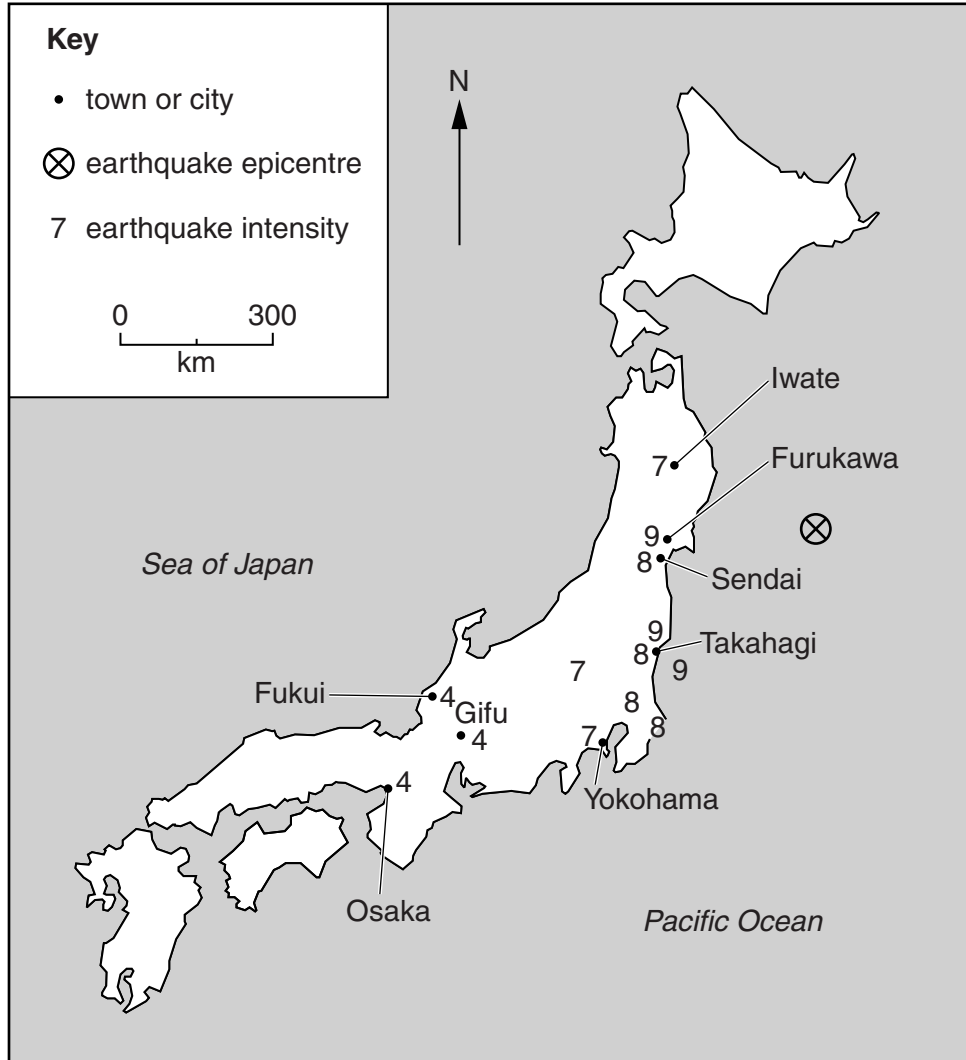 Key
town or city
earthquake epicentre
7 earthquake intensity
0 300
km
N
Iwate
7
Furukawa
9
8
Sendai
Sea of Japan
9
8
Takahagi
9
7
Fukui
4
Gifu
4
8
8
7
Yokohama
4
Osaka
Pacific Ocean